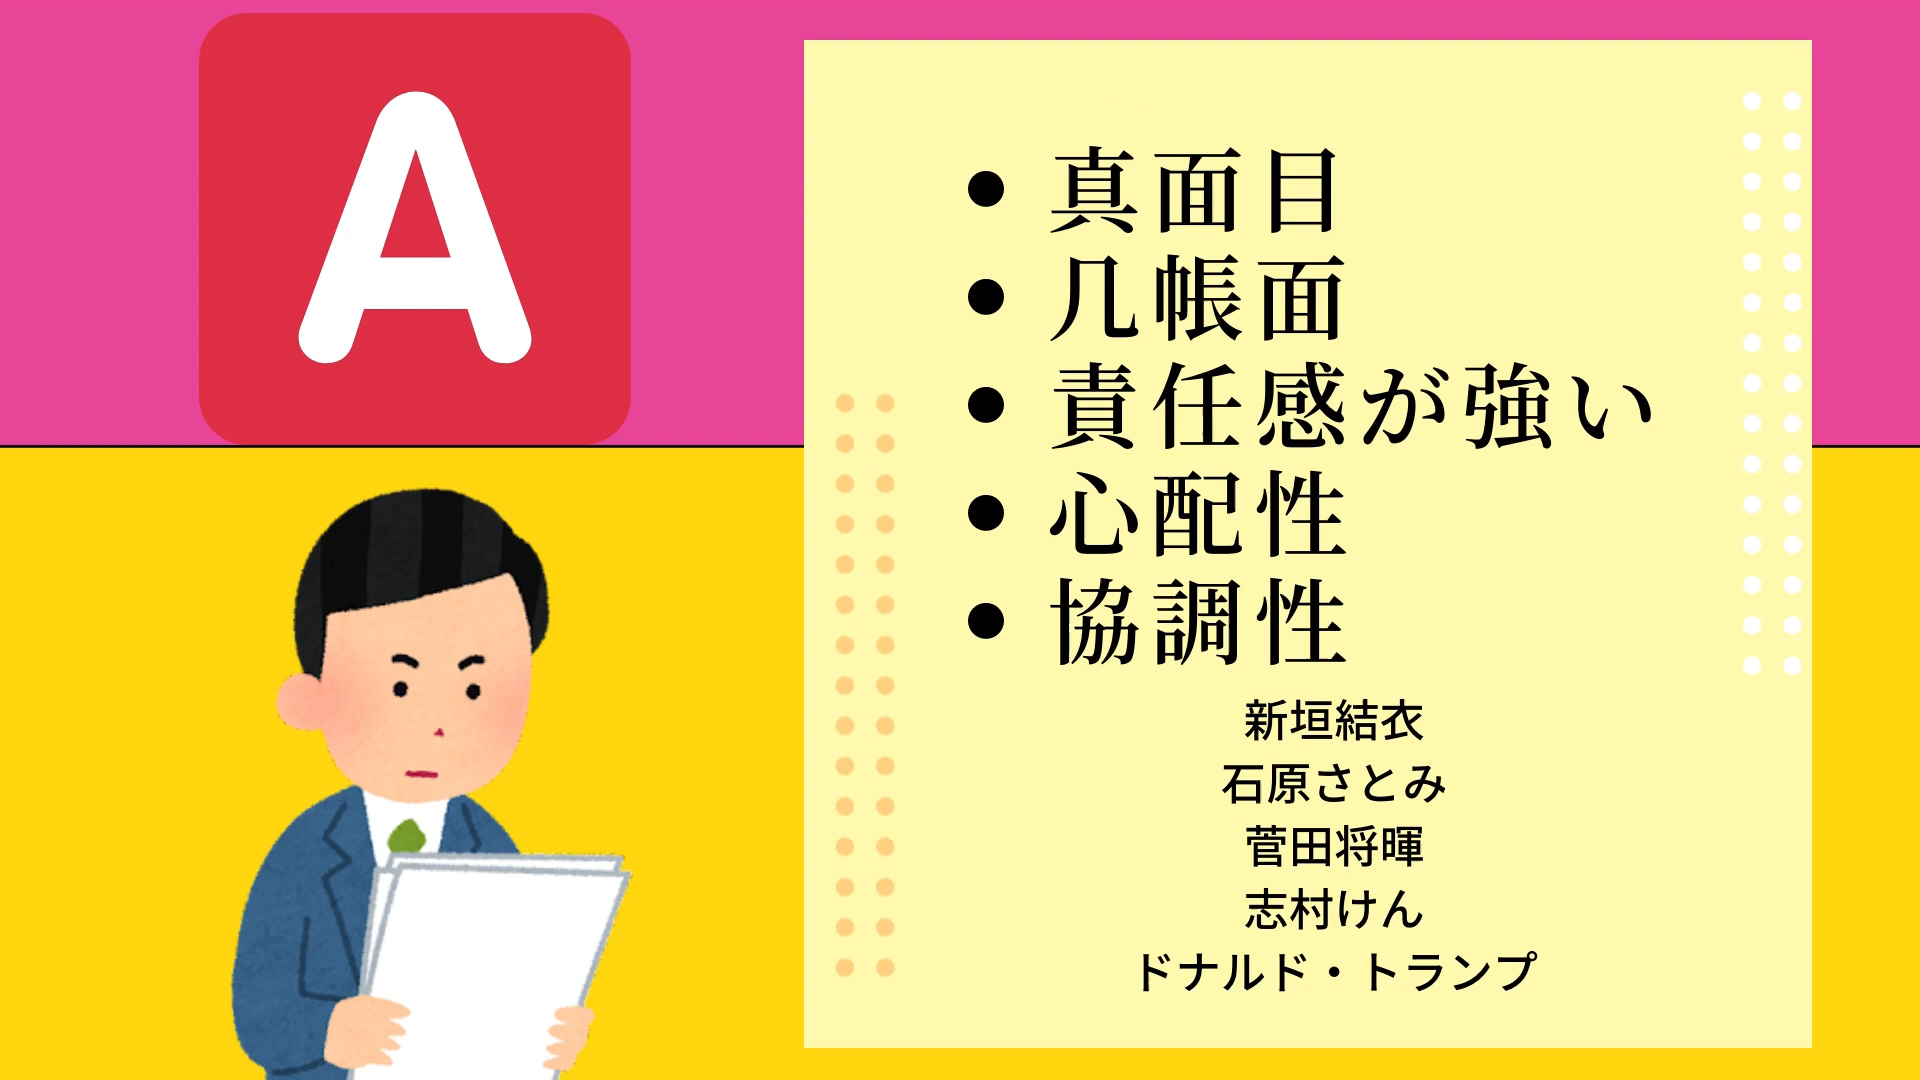 A
• 真面目
• 几帳面
• 責任感が強い
• 心配性
• 協調性
新垣結衣
石原さとみ
菅田将暉
志村けん
ドナルド・トランプ